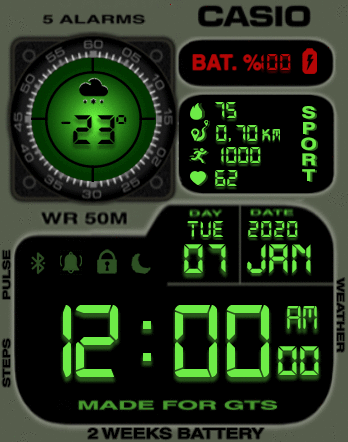 5 ALARMS
CASIO
60 05 10 15 20 25 30 35 40 45 50 55
-23°
BAT. %100
75
0.70 KM
1000
62
SPORT
WR 50M
DAY DATE
TUE 2020
07 JAN
PULSE
STEPS
WEATHER
12:00 AM
00
MADE FOR GTS
2 WEEKS BATTERY